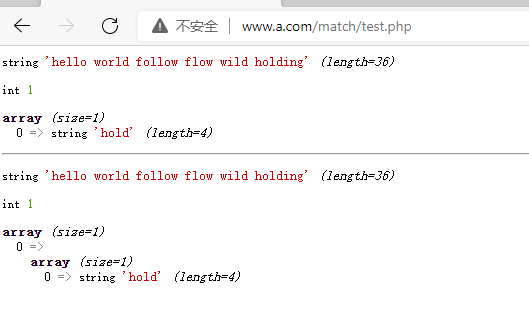 不安全 www.a.com/match/test.php
string 'hello world follow flow wild holding' (length=36)
int 1
array (size=1)
0 => string 'hold' (length=4)
string 'hello world follow flow wild holding' (length=36)
int 1
array (size=1)
0 =>
array (size=1)
0 => string 'hold' (length=4)